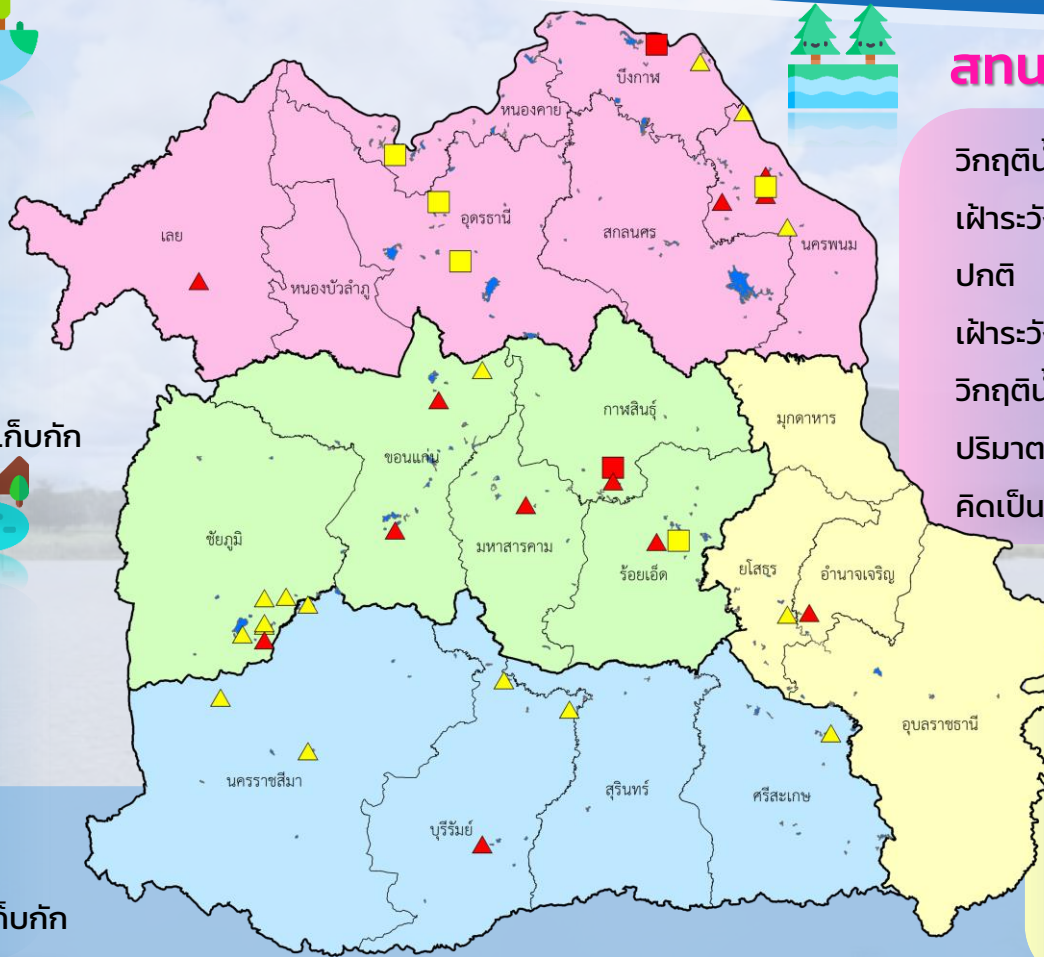 สทน
วิกฤติน้
เฝ้าระวั
ปกติ
เฝ้าระวั
วิกฤติน้
ปริมาต
คิดเป็น
เก็บกัก
ก็บกัก
บึงกาฬ
หนองคาย
อุดรธานี
เลย
สกลนคร
นครพนม
หนองบัวลำภู
กาฬสินธุ์
มุกดาหาร
ขอนแก่น
ชัยภูมิ
มหาสารคาม
ร้อยเอ็ด
ยโสธร
อำนาจเจริญ
อุบลราชธานี
นครราชสีมา
สุรินทร์
ศรีสะเกษ
บุรีรัมย์